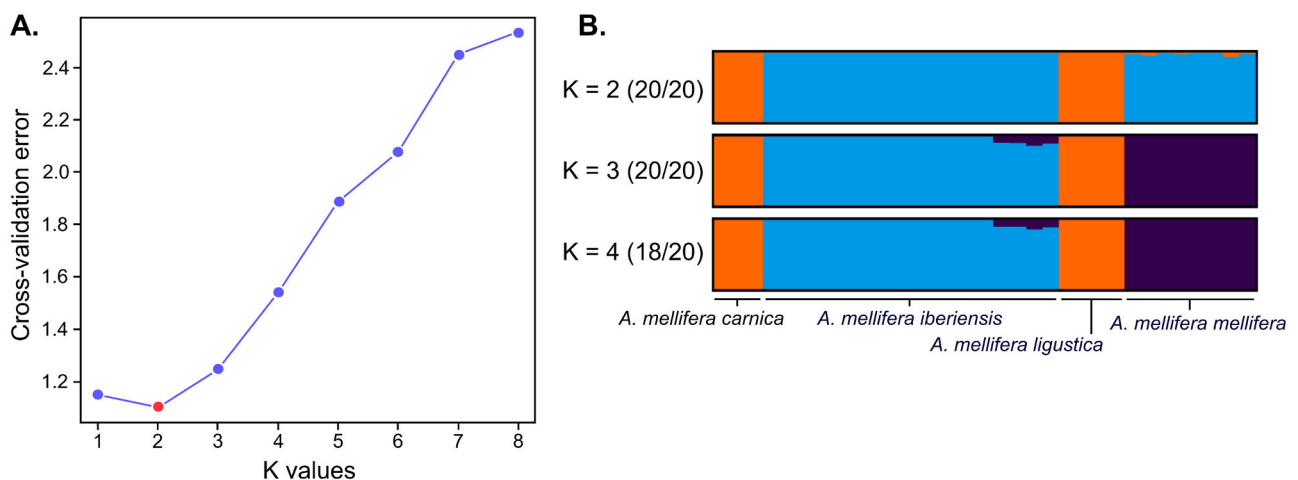 A.
2.4
2.2
2.0
1.8
1.6
1.4
1.2
Cross-validation error
1 2 3 4 5 6 7 8
K values
B.
K = 2 (20/20)
K = 3 (20/20)
K = 4 (18/20)
A. mellifera carnica
A. mellifera iberiensis
A. mellifera ligustica
A. mellifera mellifera